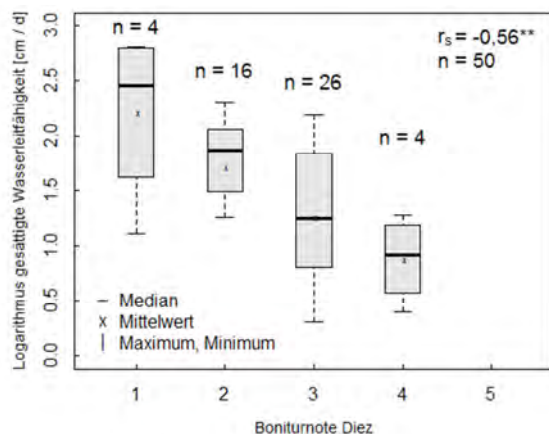 Logarithmus gesättigte Wasserleitfähigkeit [cm / d]
3.0
2.5
2.0
1.5
1.0
0.5
0.0
n = 4
n = 16
n = 26
n = 4
rs = -0,56**
n = 50
– Median
x Mittelwert
| Maximum, Minimum
1 2 3 4 5
Boniturnote Diez